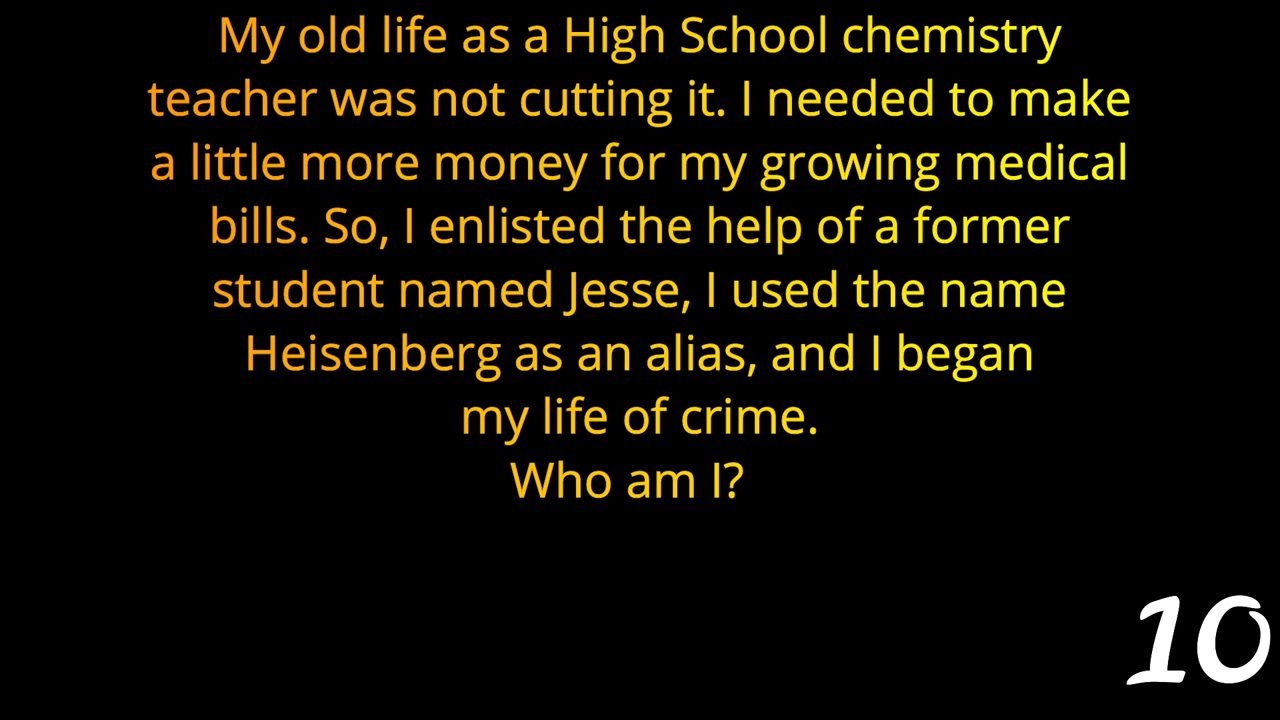 My old life as a High School chemistry
teacher was not cutting it. I needed to make
a little more money for my growing medical
bills. So, I enlisted the help of a former
student named Jesse, I used the name
Heisenberg as an alias, and I began
my life of crime.
Who am I?
10